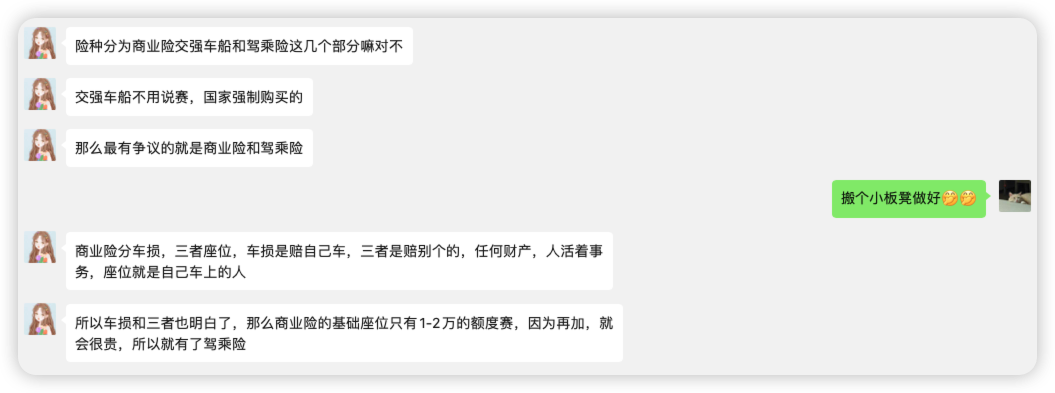 险种分为商业险交强车船和驾乘险这几个部分嘛对不
交强车船不用说赛，国家强制购买的
那么最有争议的就是商业险和驾乘险
搬个小板凳做好🤭🤭
商业险分车损，三者座位，车损是赔自己车，三者是赔别个的，任何财产，人活着事
务，座位就是自己车上的人
所以车损和三者也明白了，那么商业险的基础座位只有1-2万的额度赛，因为再加，就
会很贵，所以就有了驾乘险